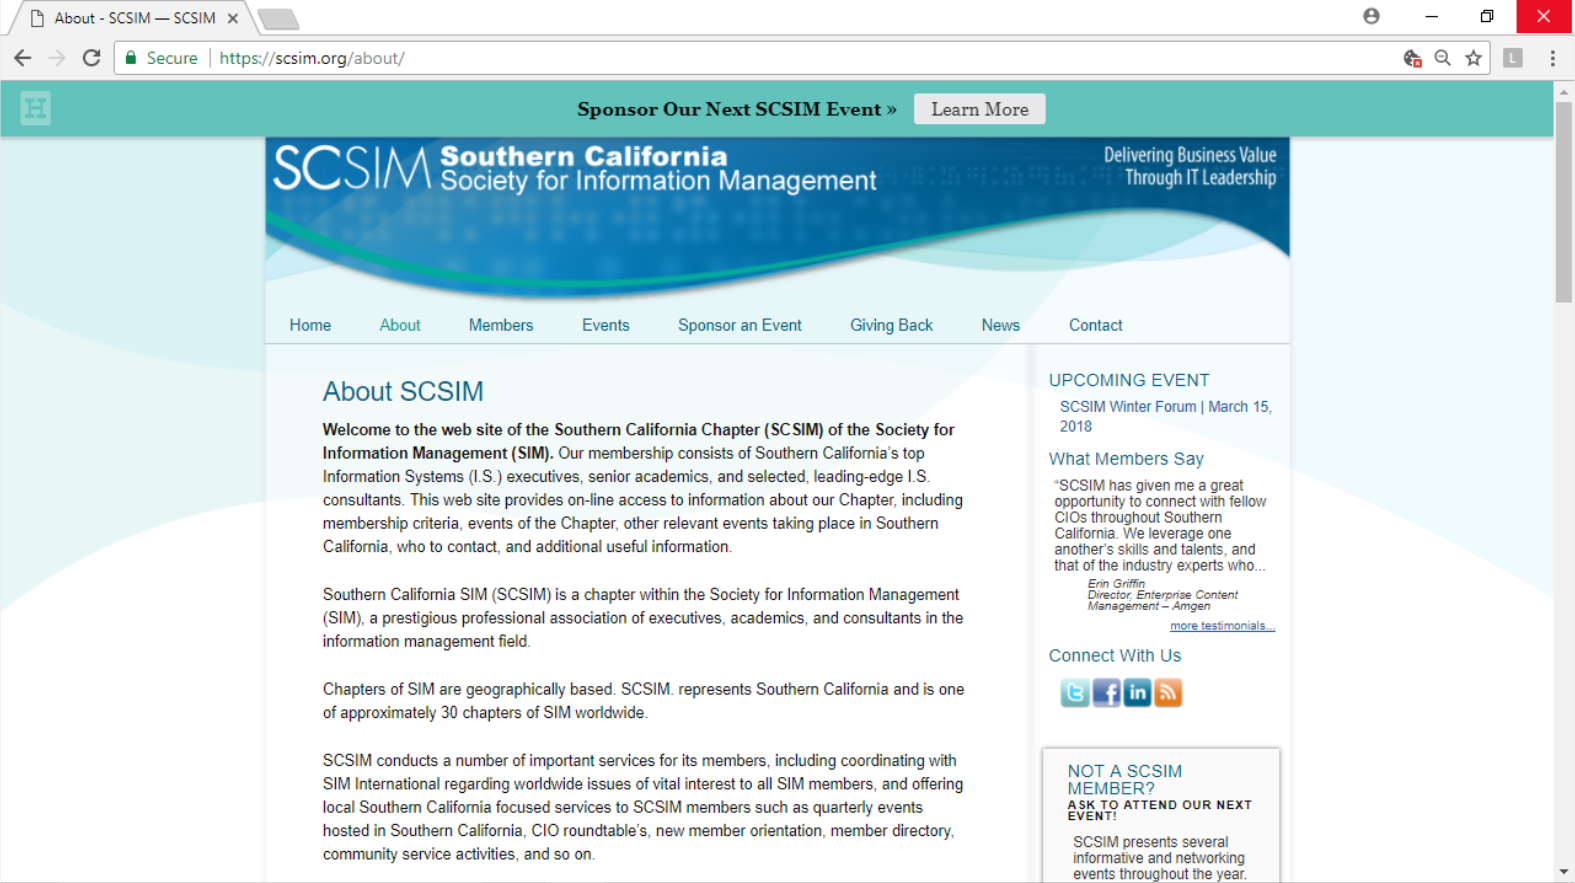 About - SCSIM — SCSIM
Secure
https://scsim.org/about/
L
H
Sponsor Our Next SCSIM Event »
Learn More
SCSIM Southern California
Society for Information Management
Delivering Business Value
Through IT Leadership
Home
About
Members
Events
Sponsor an Event
Giving Back
News
Contact
About SCSIM
Welcome to the web site of the Southern California Chapter (SCSIM) of the Society for
Information Management (SIM). Our membership consists of Southern California’s top
Information Systems (I.S.) executives, senior academics, and selected, leading-edge I.S.
consultants. This web site provides on-line access to information about our Chapter, including
membership criteria, events of the Chapter, other relevant events taking place in Southern
California, who to contact, and additional useful information.
Southern California SIM (SCSIM) is a chapter within the Society for Information Management
(SIM), a prestigious professional association of executives, academics, and consultants in the
information management field.
Chapters of SIM are geographically based. SCSIM. represents Southern California and is one
of approximately 30 chapters of SIM worldwide.
SCSIM conducts a number of important services for its members, including coordinating with
SIM International regarding worldwide issues of vital interest to all SIM members, and offering
local Southern California focused services to SCSIM members such as quarterly events
hosted in Southern California, CIO roundtable’s, new member orientation, member directory,
community service activities, and so on.
UPCOMING EVENT
SCSIM Winter Forum | March 15,
2018
What Members Say
“SCSIM has given me a great
opportunity to connect with fellow
CIOs throughout Southern
California. We leverage one
another’s skills and talents, and
that of the industry experts who...
Erin Griffin
Director, Enterprise Content
Management – Amgen
more testimonials...
Connect With Us
NOT A SCSIM
MEMBER?
ASK TO ATTEND OUR NEXT
EVENT!
SCSIM presents several
informative and networking
events throughout the year.